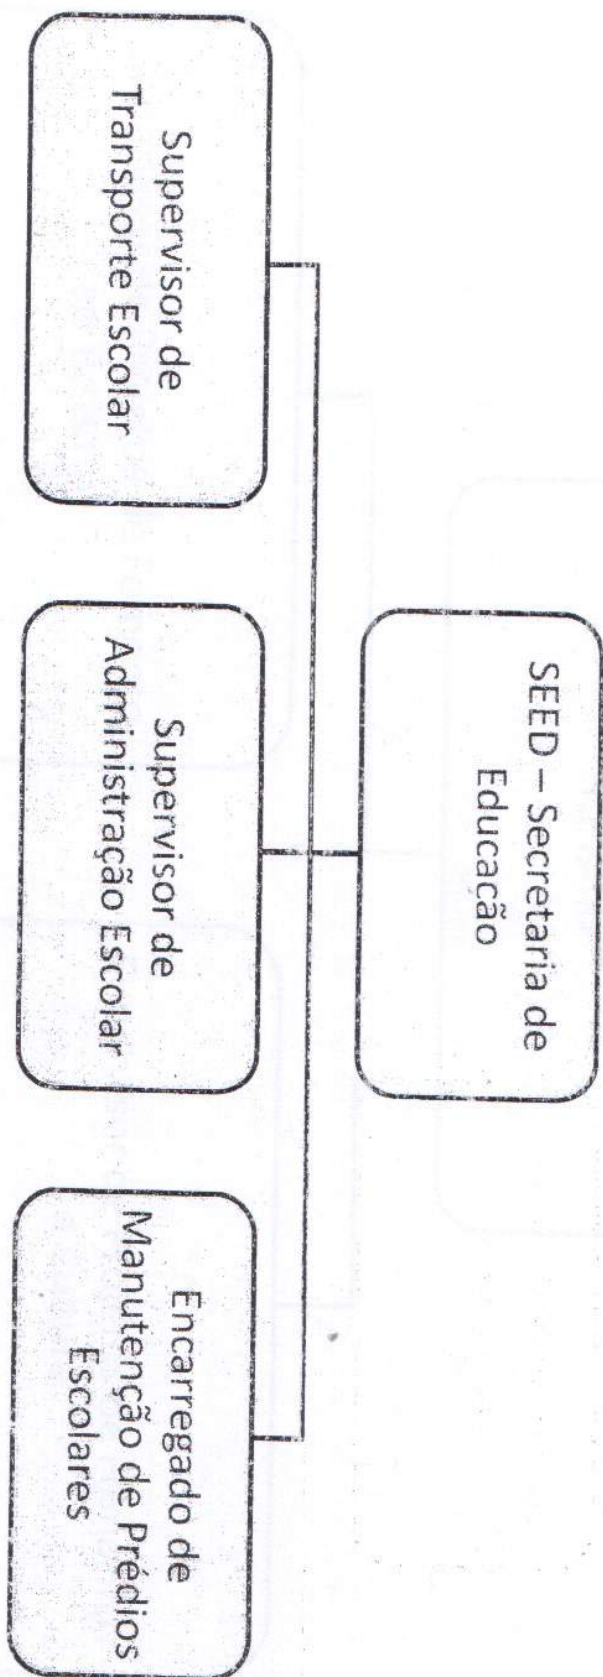 SEED – Secretaria de
Educação
Supervisor de
Transporte Escolar
Supervisor de
Administração Escolar
Encarregado de
Manutenção de Prédios
Escolares